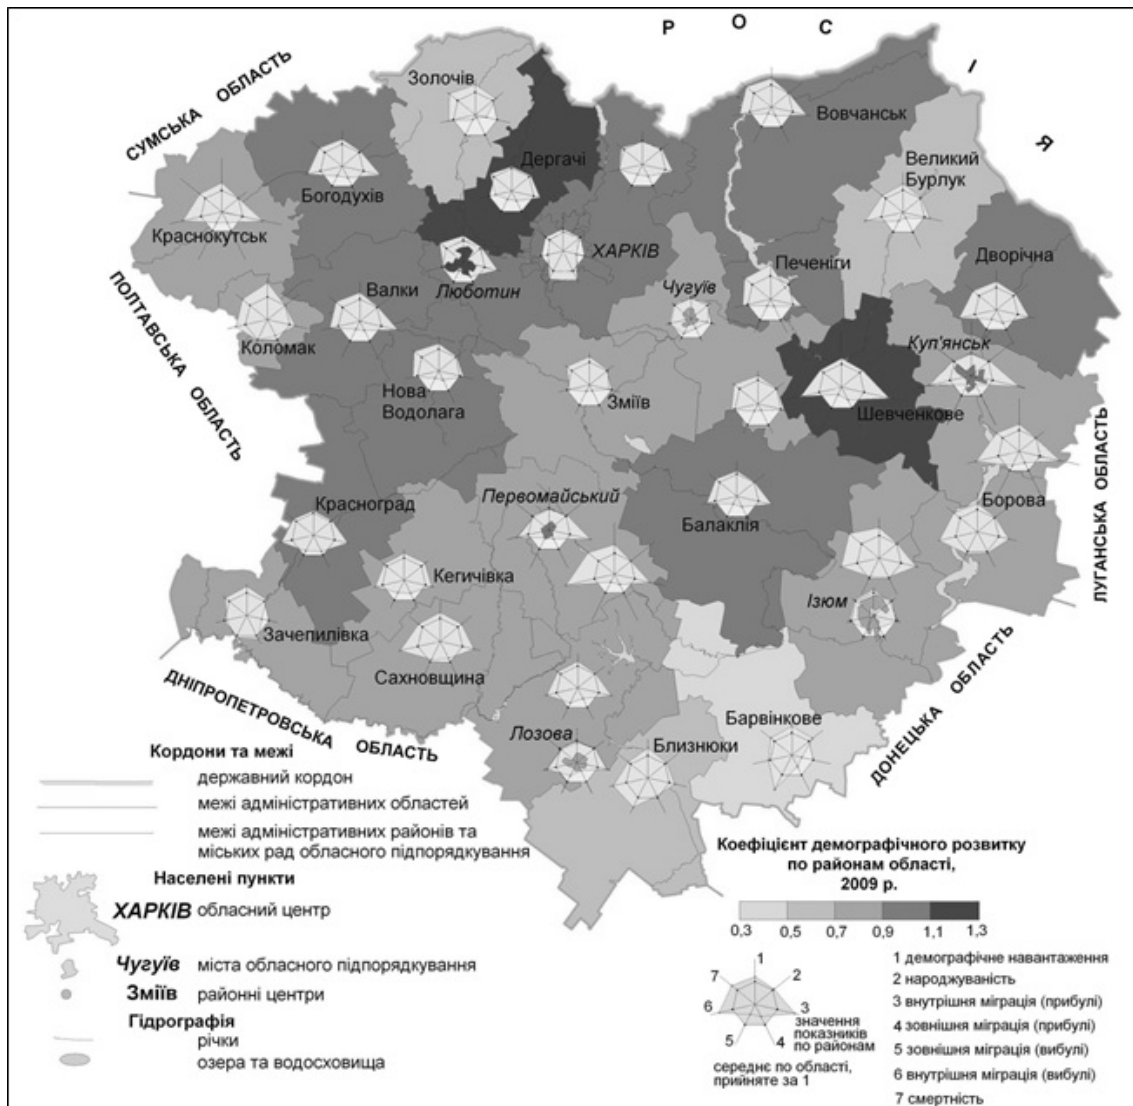 Р О С І Я
СУМСЬКА ОБЛАСТЬ
ПОЛТАВСЬКА ОБЛАСТЬ
ДНІПРОПЕТРОВСЬКА ОБЛАСТЬ
ДОНЕЦЬКА ОБЛАСТЬ
ЛУГАНСЬКА ОБЛАСТЬ
Золочів
Вовчанськ
Дергачі
Великий
Бурлук
Богодухів
Краснокутськ
ХАРКІВ
Дворічна
Печеніги
Люботин
Чугуїв
Валки
Куп'янськ
Коломак
Нова
Водолага
Зміїв
Шевченкове
Первомайський
Борова
Красноград
Балаклія
Кегичівка
Ізюм
Зачепилівка
Сахновщина
Барвінкове
Лозова
Близнюки
Кордони та межі
державний кордон
межі адміністративних областей
межі адміністративних районів та
міських рад обласного підпорядкування
Населені пункти
ХАРКІВ обласний центр
Чугуїв міста обласного підпорядкування
Зміїв районні центри
Гідрографія
річки
озера та водосховища
Коефіцієнт демографічного розвитку
по районам області,
2009 р.
0,3 0,5 0,7 0,9 1,1 1,3
1
2
3
4
5
6
7
значення
показників
по районам
середнє по області,
прийняте за 1
1 демографічне навантаження
2 народжуваність
3 внутрішня міграція (прибулі)
4 зовнішня міграція (прибулі)
5 зовнішня міграція (вибулі)
6 внутрішня міграція (вибулі)
7 смертність